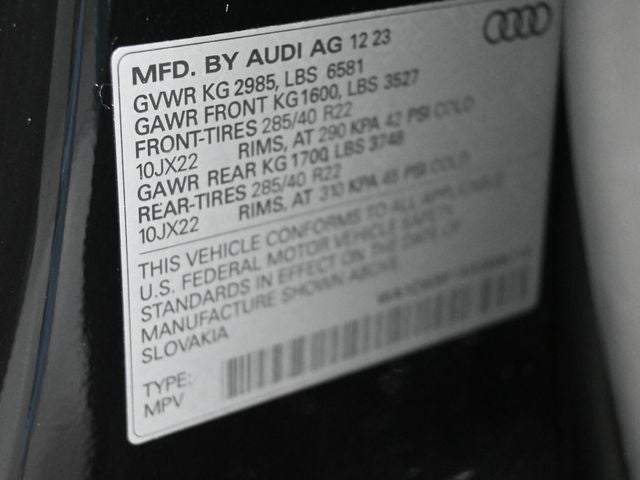 MFD. BY AUDI AG 12 23
GVWR KG 2985, LBS 6581
GAWR FRONT KG 1600, LBS 3527
FRONT-TIRES 285/40 R22
10JX22 RIMS, AT 290 KPA 42 PSI COLD
GAWR REAR KG 1700, LBS 3748
REAR-TIRES 285/40 R22
10JX22 RIMS, AT 310 KPA 45 PSI COLD
THIS VEHICLE CONFORMS TO ALL APPLICABLE
U.S. FEDERAL MOTOR VEHICLE SAFETY
STANDARDS IN EFFECT ON THE DATE OF
MANUFACTURE SHOWN ABOVE
SLOVAKIA
TYPE:
MPV